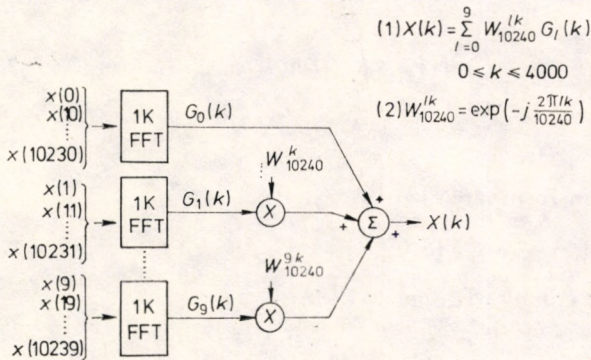 (1) X(k) = Σ_{l=0}^{9} W_{10240}^{lk} G_l(k)
0 ≤ k ≤ 4000
(2) W_{10240}^{lk} = exp(-j 2πlk/10240)
x(0)
x(10)
⋮
x(10230)
1K
FFT
G_0(k)
x(1)
x(11)
⋮
x(10231)
1K
FFT
G_1(k)
W_{10240}^{k}
X
+
+
+
Σ
X(k)
x(9)
x(19)
⋮
x(10239)
1K
FFT
G_9(k)
W_{10240}^{9k}
X